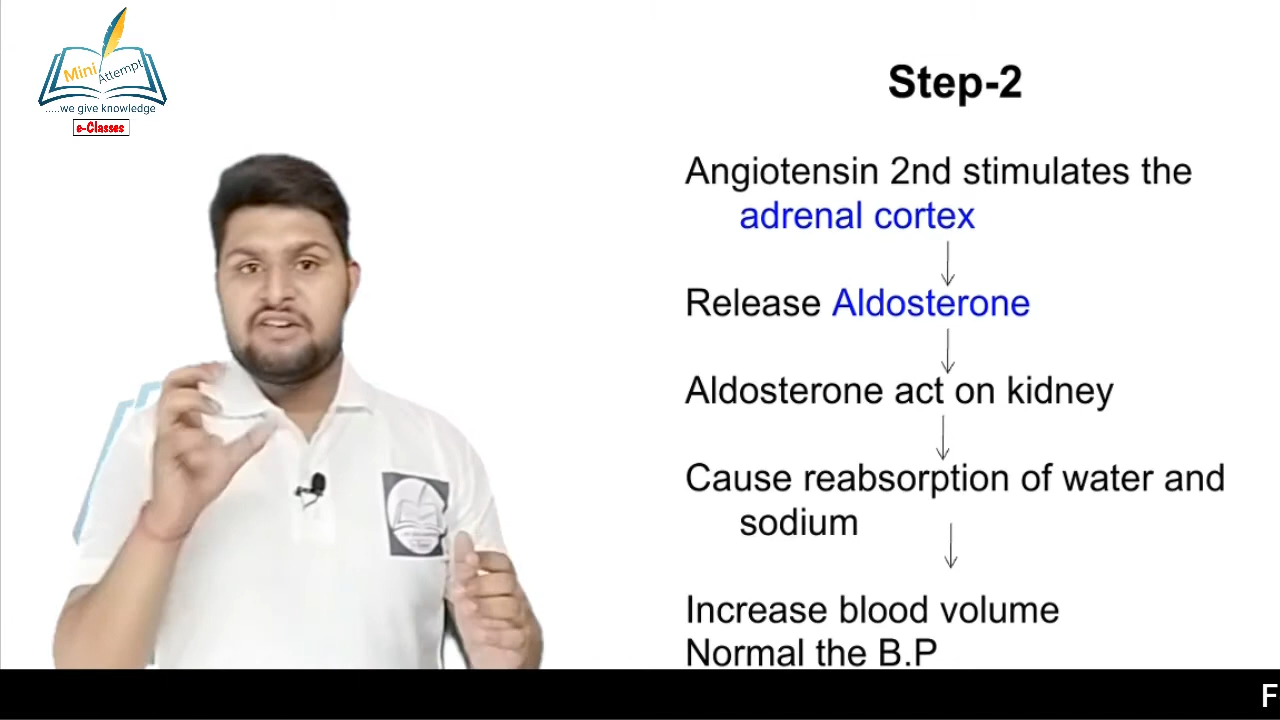 Mini Attempt
.....we give knowledge
e-Classes
Step-2
Angiotensin 2nd stimulates the
adrenal cortex
Release Aldosterone
Aldosterone act on kidney
Cause reabsorption of water and
sodium
Increase blood volume
Normal the B.P
F